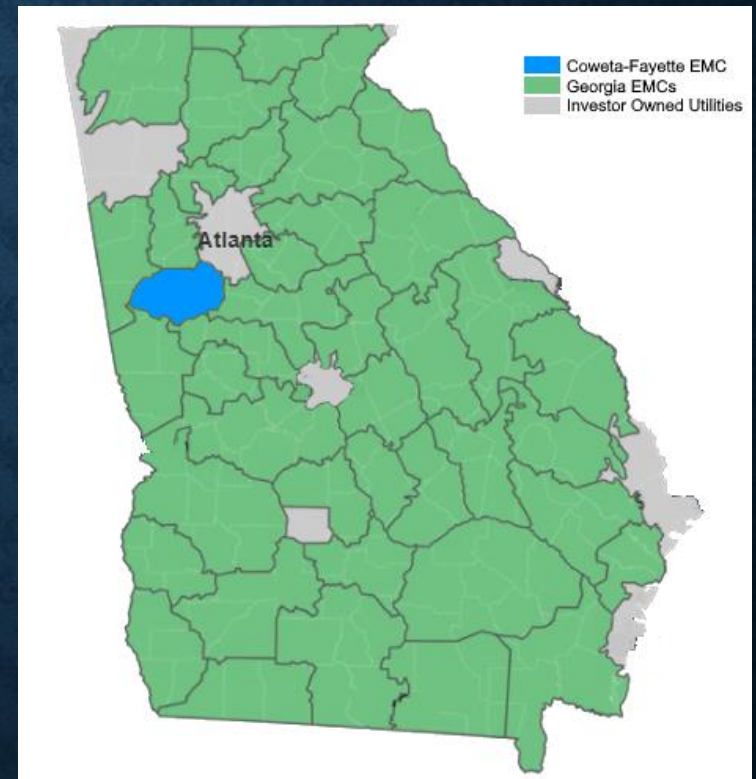 Coweta-Fayette EMC
Georgia EMCs
Investor Owned Utilities
Atlanta